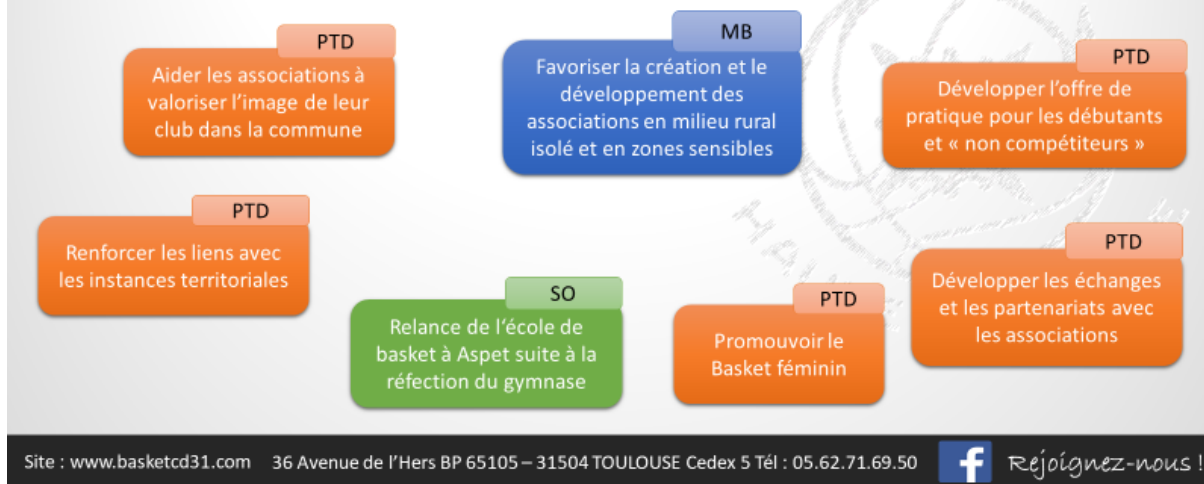 PTD
Aider les associations à
valoriser l'image de leur
club dans la commune
MB
Favoriser la création et le
développement des
associations en milieu rural
isolé et en zones sensibles
PTD
Développer l'offre de
pratique pour les débutants
et « non compétiteurs »
PTD
Renforcer les liens avec
les instances territoriales
SO
Relance de l'école de
basket à Aspet suite à la
réfection du gymnase
PTD
Promouvoir le
Basket féminin
PTD
Développer les échanges
et les partenariats avec
les associations
Site : www.basketcd31.com 36 Avenue de l'Hers BP 65105 – 31504 TOULOUSE Cedex 5 Tél : 05.62.71.69.50 f Rejoignez-nous !